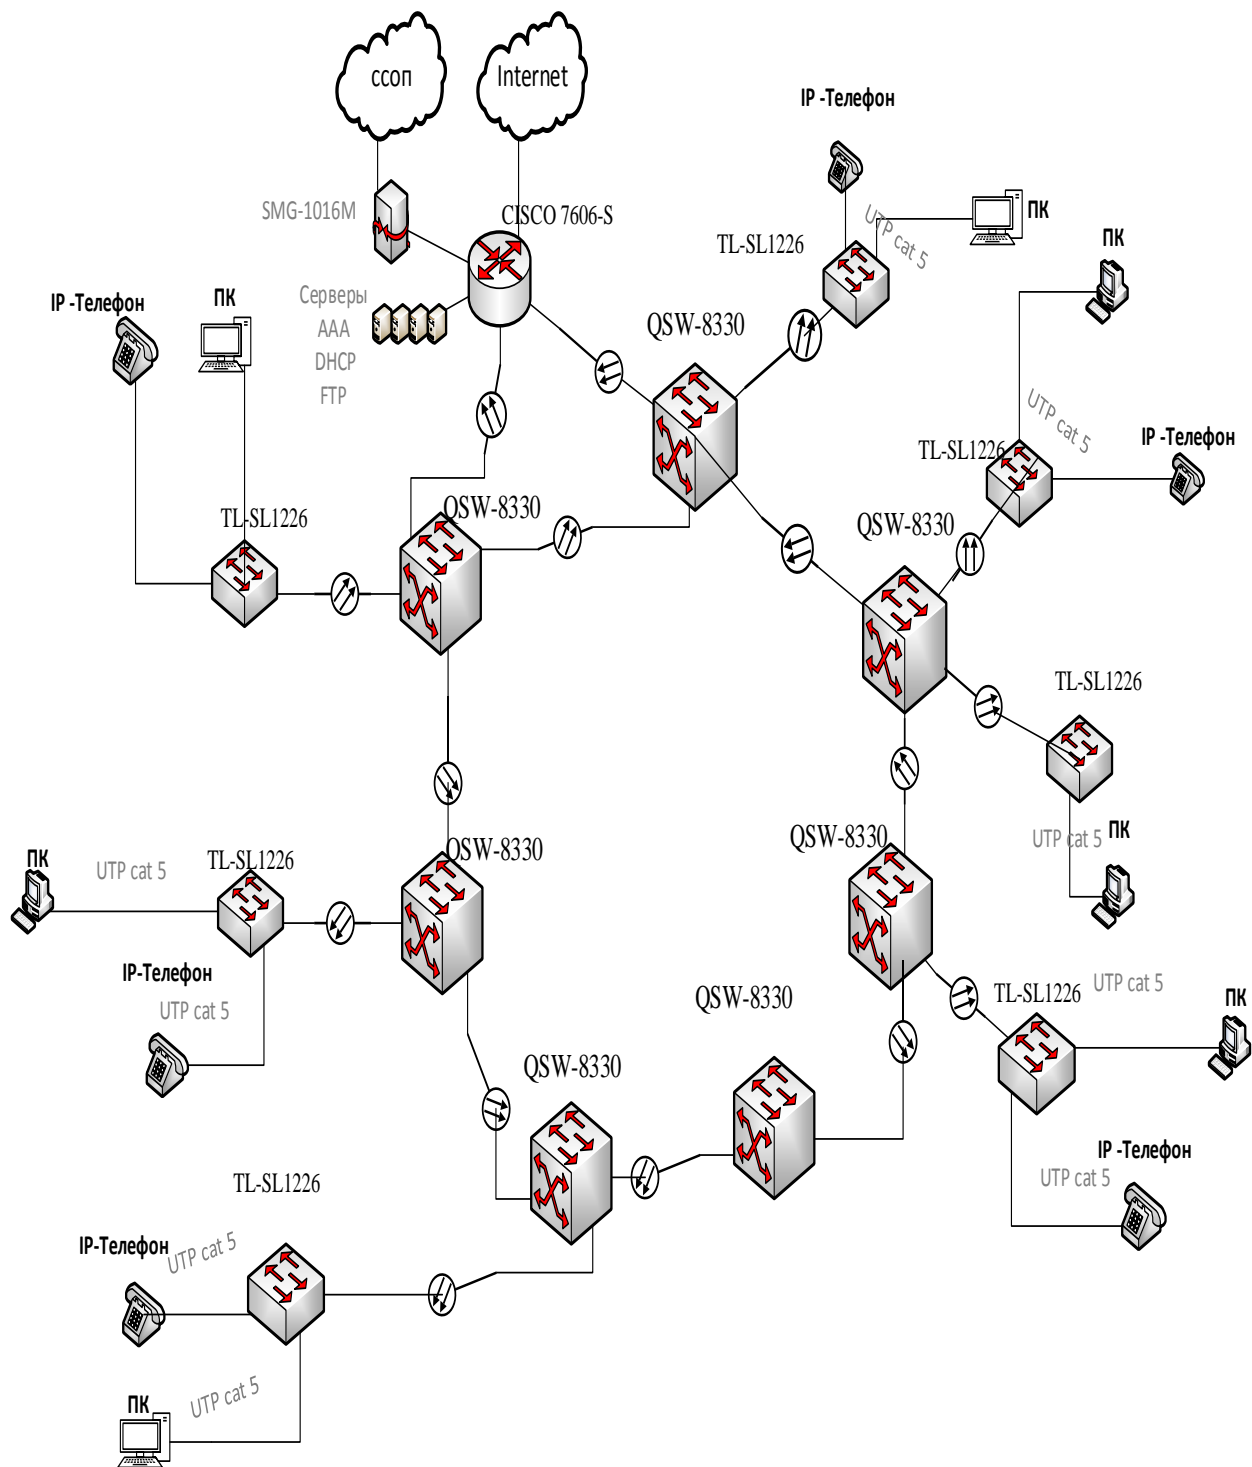 ссоп
Internet
IP -Телефон
SMG-1016M
CISCO 7606-S
UTP cat 5
ПК
TL-SL1226
ПК
IP -Телефон
ПК
Серверы
AAA
DHCP
FTP
QSW-8330
UTP cat 5
IP -Телефон
TL-SL1226
QSW-8330
TL-SL1226
QSW-8330
TL-SL1226
QSW-8330
UTP cat 5
ПК
QSW-8330
ПК
UTP cat 5
TL-SL1226
IP-Телефон
UTP cat 5
QSW-8330
TL-SL1226
UTP cat 5
ПК
QSW-8330
IP -Телефон
UTP cat 5
TL-SL1226
IP-Телефон
UTP cat 5
UTP cat 5
ПК